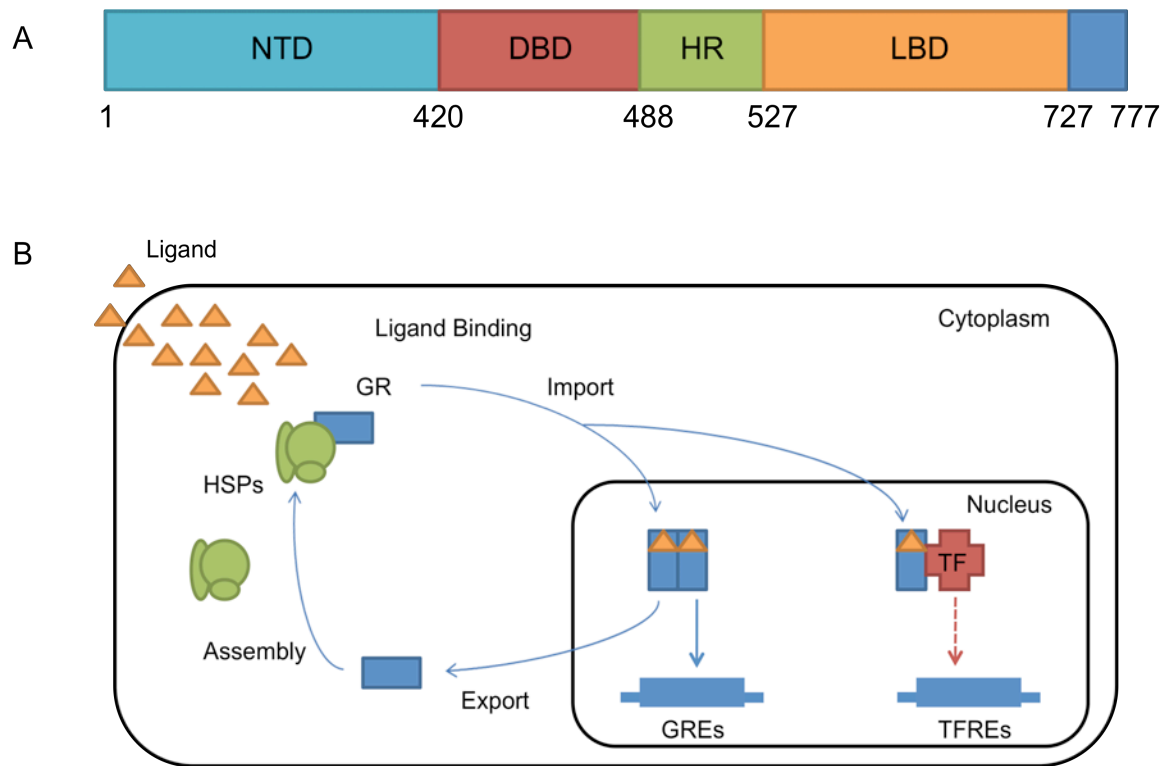 A
NTD DBD HR LBD
1 420 488 527 727 777
B
Ligand
Ligand Binding
Cytoplasm
GR
Import
HSPs
Nucleus
TF
Assembly
Export
GREs
TFREs